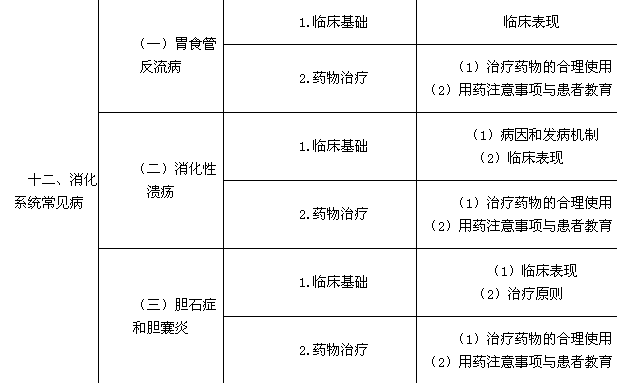 十二、消化
系统常见病
（一）胃食管
反流病
1.临床基础
临床表现
2.药物治疗
（1）治疗药物的合理使用
（2）用药注意事项与患者教育
（二）消化性
溃疡
1.临床基础
（1）病因和发病机制
（2）临床表现
2.药物治疗
（1）治疗药物的合理使用
（2）用药注意事项与患者教育
（三）胆石症
和胆囊炎
1.临床基础
（1）临床表现
（2）治疗原则
2.药物治疗
（1）治疗药物的合理使用
（2）用药注意事项与患者教育